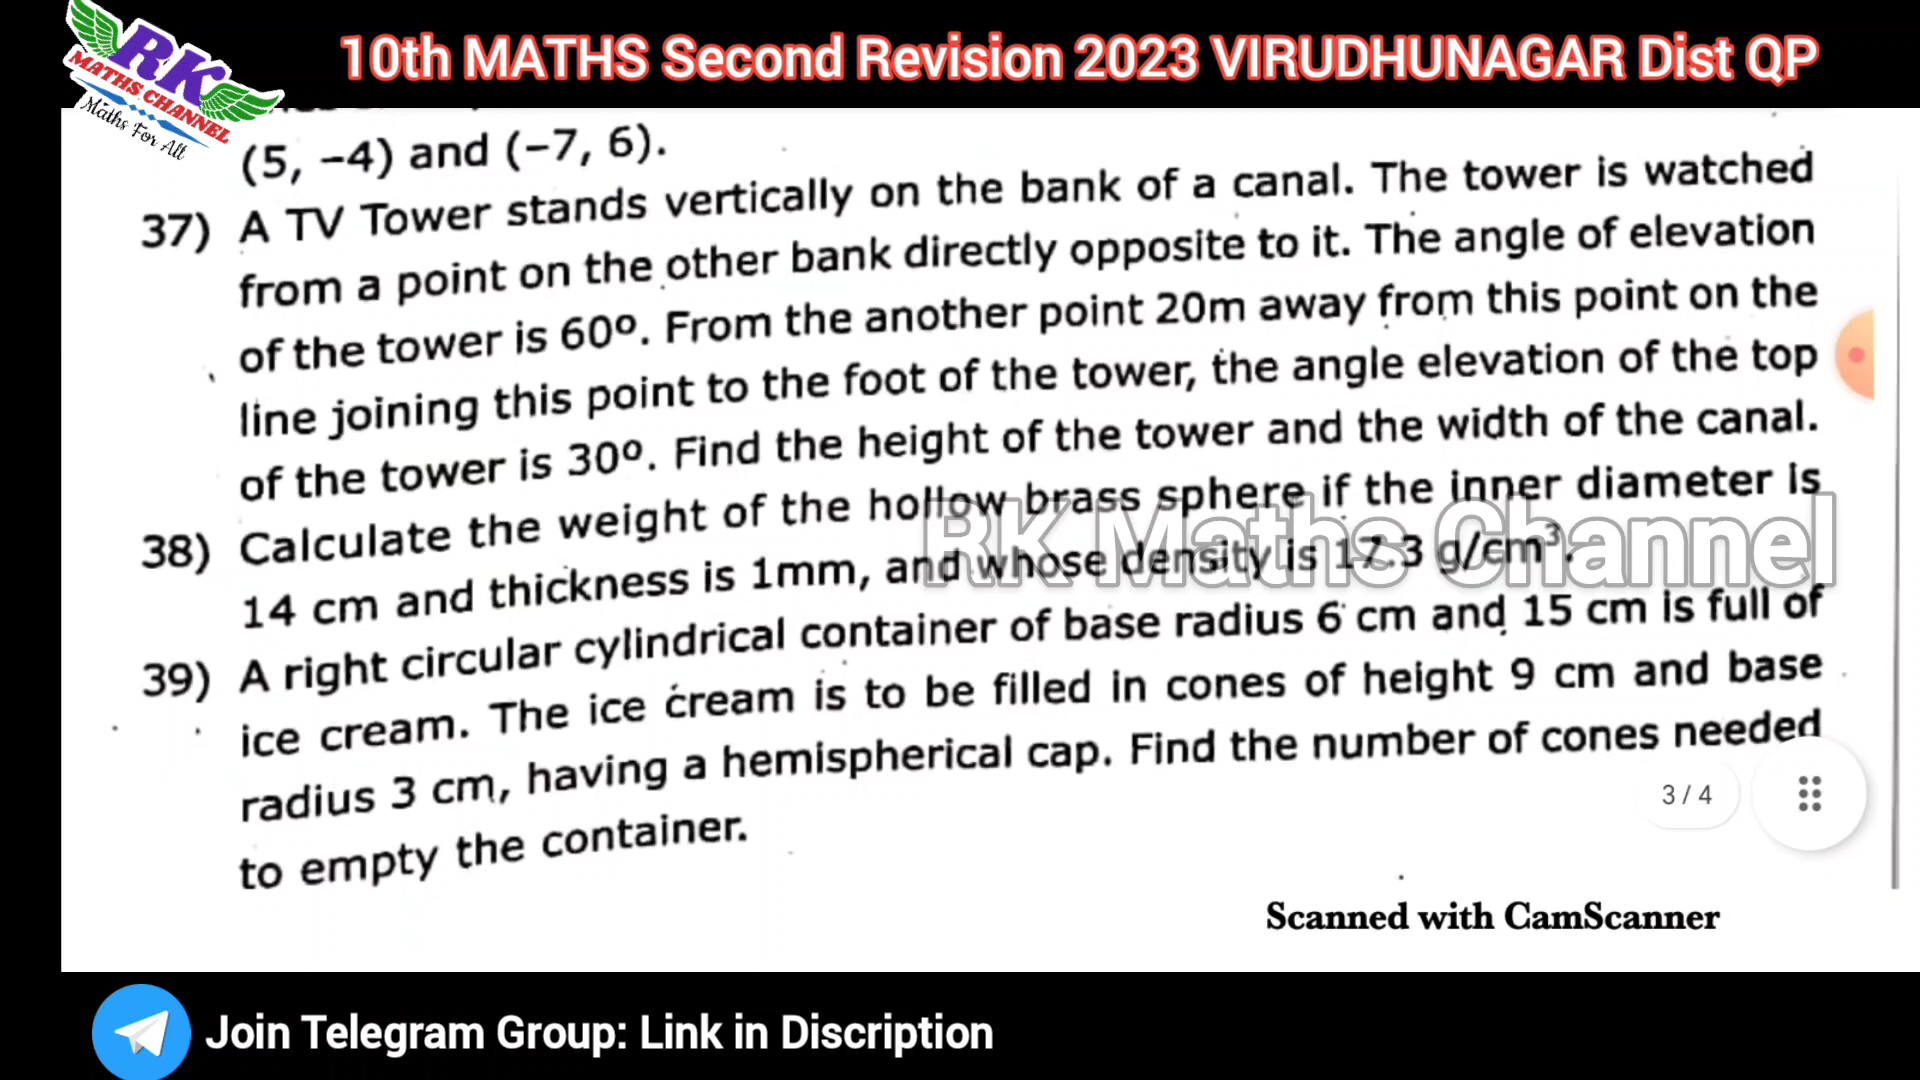 10th MATHS Second Revision 2023 VIRUDHUNAGAR Dist QP
RK
MATHS CHANNEL
Maths For All
(5, −4) and (−7, 6).
37) A TV Tower stands vertically on the bank of a canal. The tower is watched
from a point on the other bank directly opposite to it. The angle of elevation
of the tower is 60º. From the another point 20m away from this point on the
line joining this point to the foot of the tower, the angle elevation of the top
of the tower is 30º. Find the height of the tower and the width of the canal.
38) Calculate the weight of the hollow brass sphere if the inner diameter is
14 cm and thickness is 1mm, and whose density is 17.3 g/cm³.
RK Maths Channel
39) A right circular cylindrical container of base radius 6 cm and 15 cm is full of
ice cream. The ice cream is to be filled in cones of height 9 cm and base
radius 3 cm, having a hemispherical cap. Find the number of cones needed
to empty the container.
3 / 4
Scanned with CamScanner
Join Telegram Group: Link in Discription